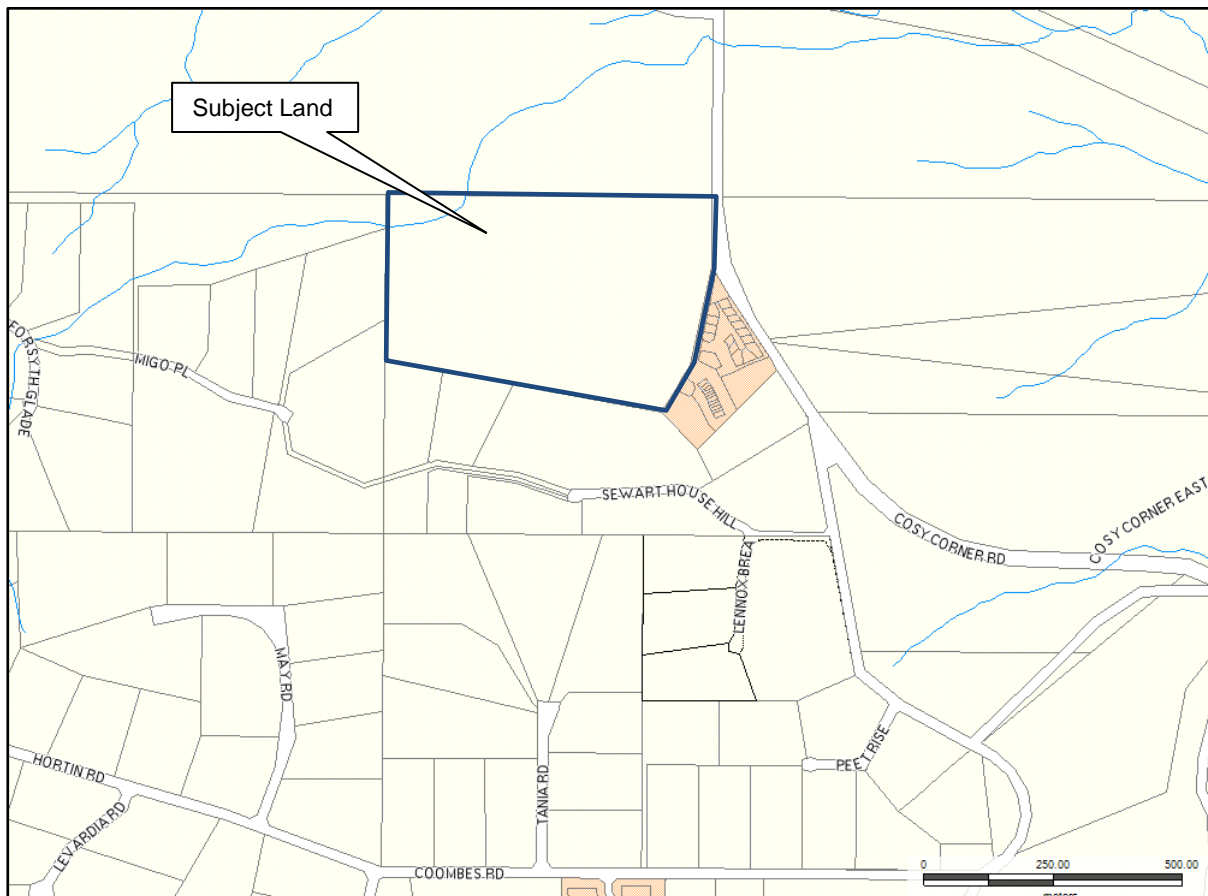 Subject Land
FORSYTH GLADE
MIGO PL
SEWART HOUSE HILL
COSY CORNER RD
COSY CORNER EAST
LENNOX BREA
MAY RD
PEET RISE
HORTIN RD
TANIA RD
LEVARDIA RD
COOMBES RD
0 250.00 500.00
meters